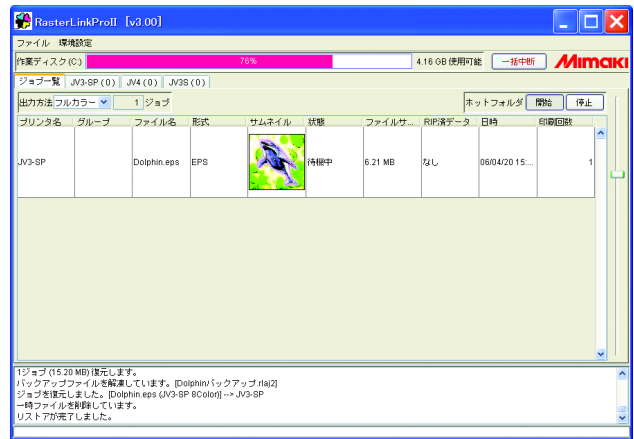 RasterLinkProII [v3.00]
ファイル 環境設定
作業ディスク(C:) 76% 4.16 GB 使用可能 一括中断 Mimaki
ジョブ一覧 JV3-SP(0) JV4(0) JV3S(0)
出力方法 フルカラー 1 ジョブ ホットフォルダ 開始 停止
プリンタ名 グループ ファイル名 形式 サムネイル 状態 ファイルサ... RIP済データ 日時 印刷回数
JV3-SP Dolphin.eps EPS 待機中 6.21 MB なし 06/04/20 15:... 1
1ジョブ (15.20 MB)復元します。
バックアップファイルを解凍しています。[Dolphinバックアップ.rlaj2]
ジョブを復元しました。[Dolphin.eps (JV3-SP 8Color)] --> JV3-SP
一時ファイルを削除しています。
リストアが完了しました。